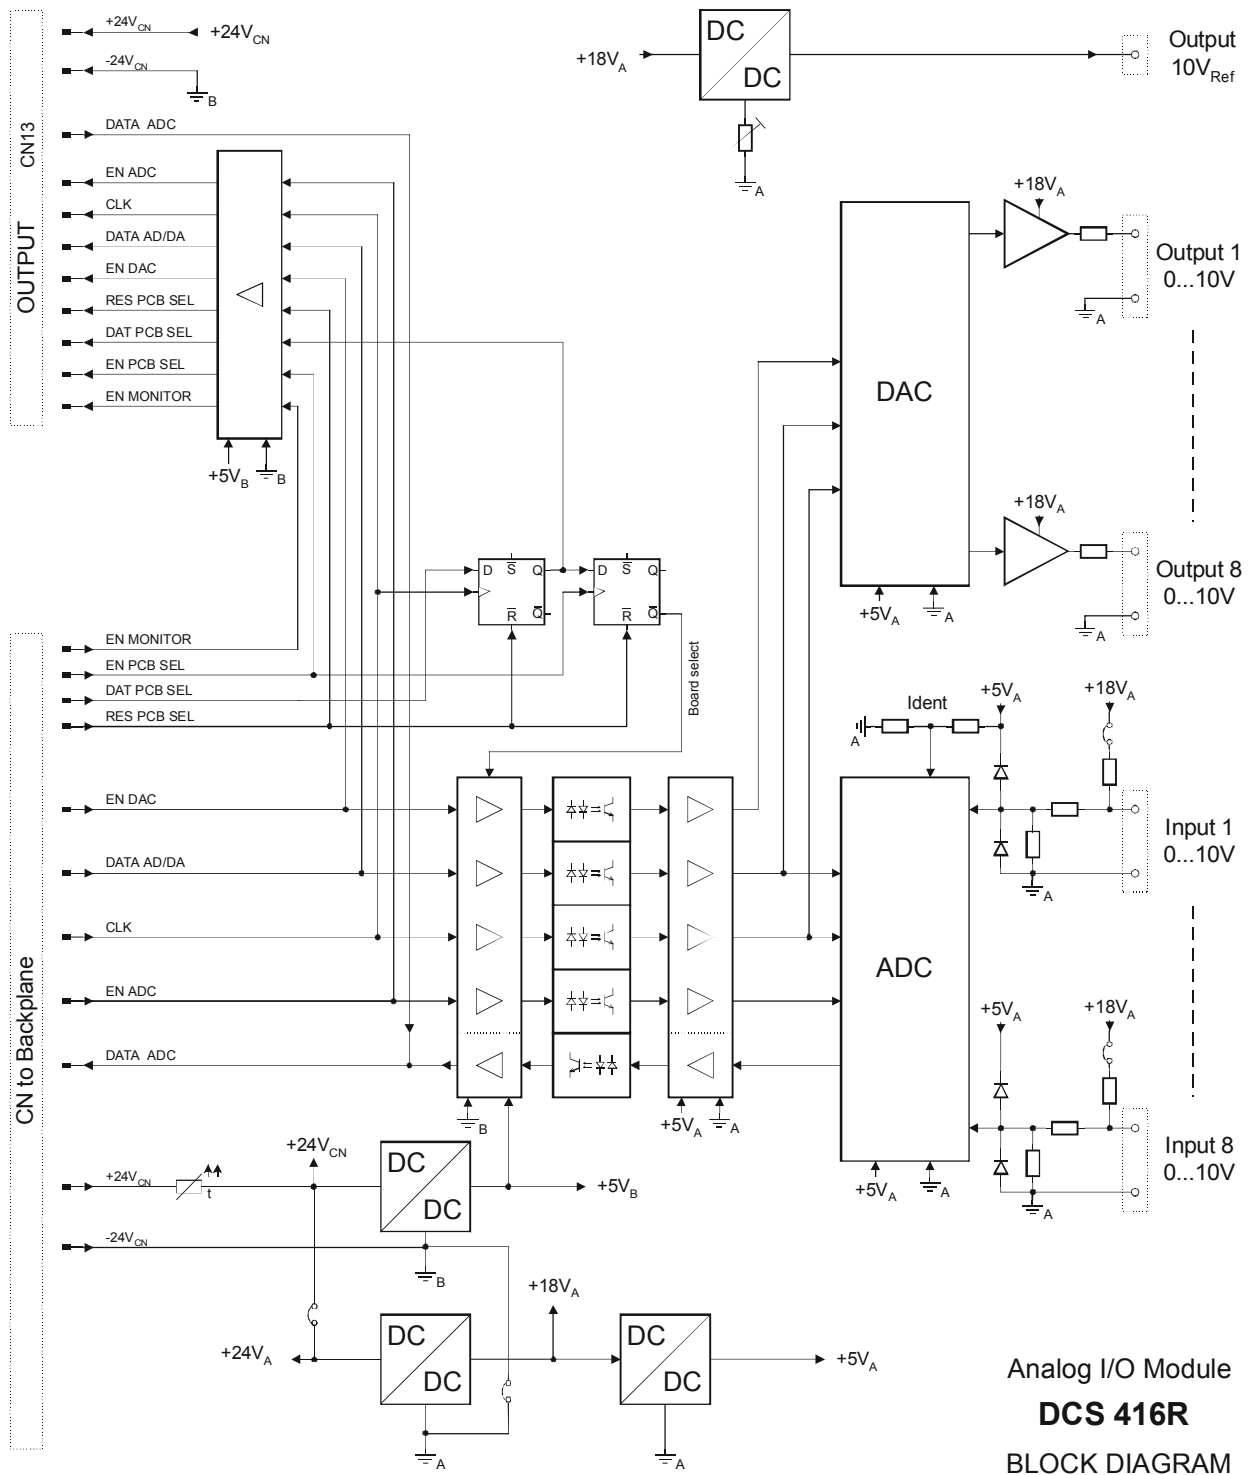 +24VCN
+24VCN
-24VCN
B
DATA ADC
OUTPUT CN13
EN ADC
CLK
DATA AD/DA
EN DAC
RES PCB SEL
DAT PCB SEL
EN PCB SEL
EN MONITOR
+5VB
B
+18VA
DC
DC
A
Output
10VRef
DAC
+18VA
Output 1
0...10V
A
+18VA
Output 8
0...10V
A
+5VA
A
D S Q
R Q
D S Q
R Q
Board select
CN to Backplane
EN MONITOR
EN PCB SEL
DAT PCB SEL
RES PCB SEL
EN DAC
DATA AD/DA
CLK
EN ADC
DATA ADC
B
+5VA
A
Ident
A
+5VA
+18VA
Input 1
0...10V
A
ADC
+5VA
+18VA
Input 8
0...10V
A
+5VA
A
+24VCN
t
+24VCN
DC
DC
+5VB
-24VCN
B
+24VA
DC
DC
A
+18VA
DC
DC
A
+5VA
Analog I/O Module
DCS 416R
BLOCK DIAGRAM